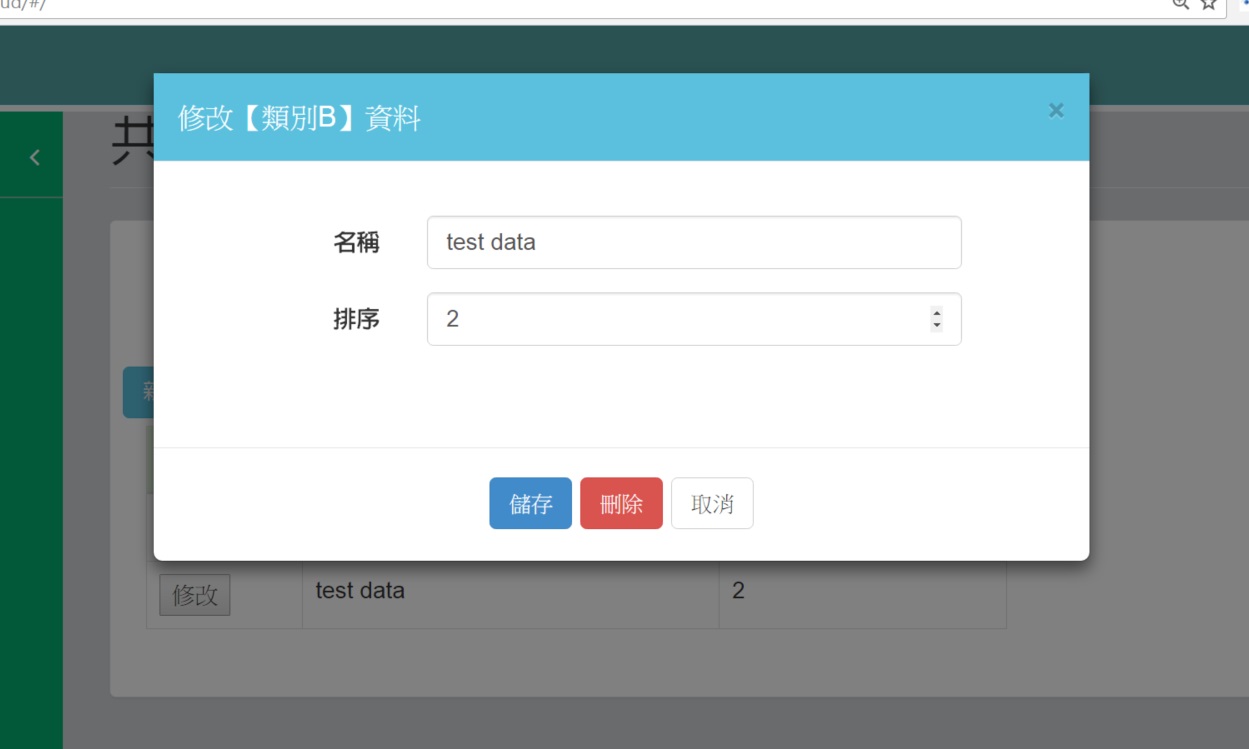 ud/#/
修改【類別B】資料
共
名稱 test data
排序 2
儲存 刪除 取消
修改 test data 2